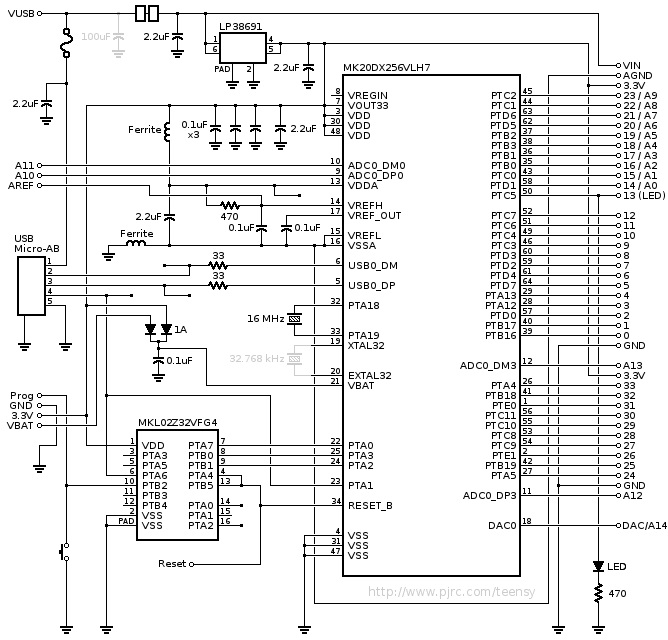 VUSB
100uF
2.2uF
LP38691
1
6
4
5
PAD
2
2.2uF
2.2uF
MK20DX256VLH7
VIN
AGND
3.3V
8 VREGIN
7 VOUT33
3 VDD
30 VDD
48 VDD
PTC2 45 23 / A9
PTC1 44 22 / A8
PTD6 63 21 / A7
PTD5 62 20 / A6
PTB2 37 19 / A5
PTB3 38 18 / A4
PTB1 36 17 / A3
PTB0 35 16 / A2
PTC0 43 15 / A1
PTD1 58 14 / A0
PTC5 50 13 (LED)
Ferrite
0.1uF
x3
2.2uF
A11
A10
AREF
10 ADC0_DM0
9 ADC0_DP0
13 VDDA
14 VREFH
17 VREF_OUT
15 VREFL
16 VSSA
470
2.2uF
0.1uF
0.1uF
Ferrite
PTC7 52 12
PTC6 51 11
PTC4 49 10
PTC3 46 9
PTD3 60 8
PTD2 59 7
PTD4 61 6
PTD7 64 5
PTA13 29 4
PTA12 28 3
PTD0 57 2
PTB17 40 1
PTB16 39 0
GND
USB
Micro-AB
1
2
3
4
5
33
33
6 USB0_DM
5 USB0_DP
32 PTA18
16 MHz
33 PTA19
19 XTAL32
32.768 kHz
20 EXTAL32
21 VBAT
1A
0.1uF
ADC0_DM3 12 A13
3.3V
PTA4 26 33
PTB18 41 32
PTE0 1 31
PTC11 56 30
PTC10 55 29
PTC8 53 28
PTC9 54 27
PTE1 2 26
PTB19 42 25
PTA5 27 24
GND
ADC0_DP3 11 A12
DAC0 18 DAC/A14
Prog
GND
3.3V
VBAT
MKL02Z32VFG4
1 VDD
3 PTA3
5 PTA5
6 PTA6
10 PTB2
11 PTB3
12 PTB4
2 VSS
PAD VSS
PTA7 7
PTB0 8
PTB1 9
PTA4 4
PTB5 13
PTA0 14
PTA1 15
PTA2 16
22 PTA0
25 PTA3
24 PTA2
23 PTA1
34 RESET_B
4 VSS
31 VSS
47 VSS
Reset
LED
470
http://www.pjrc.com/teensy